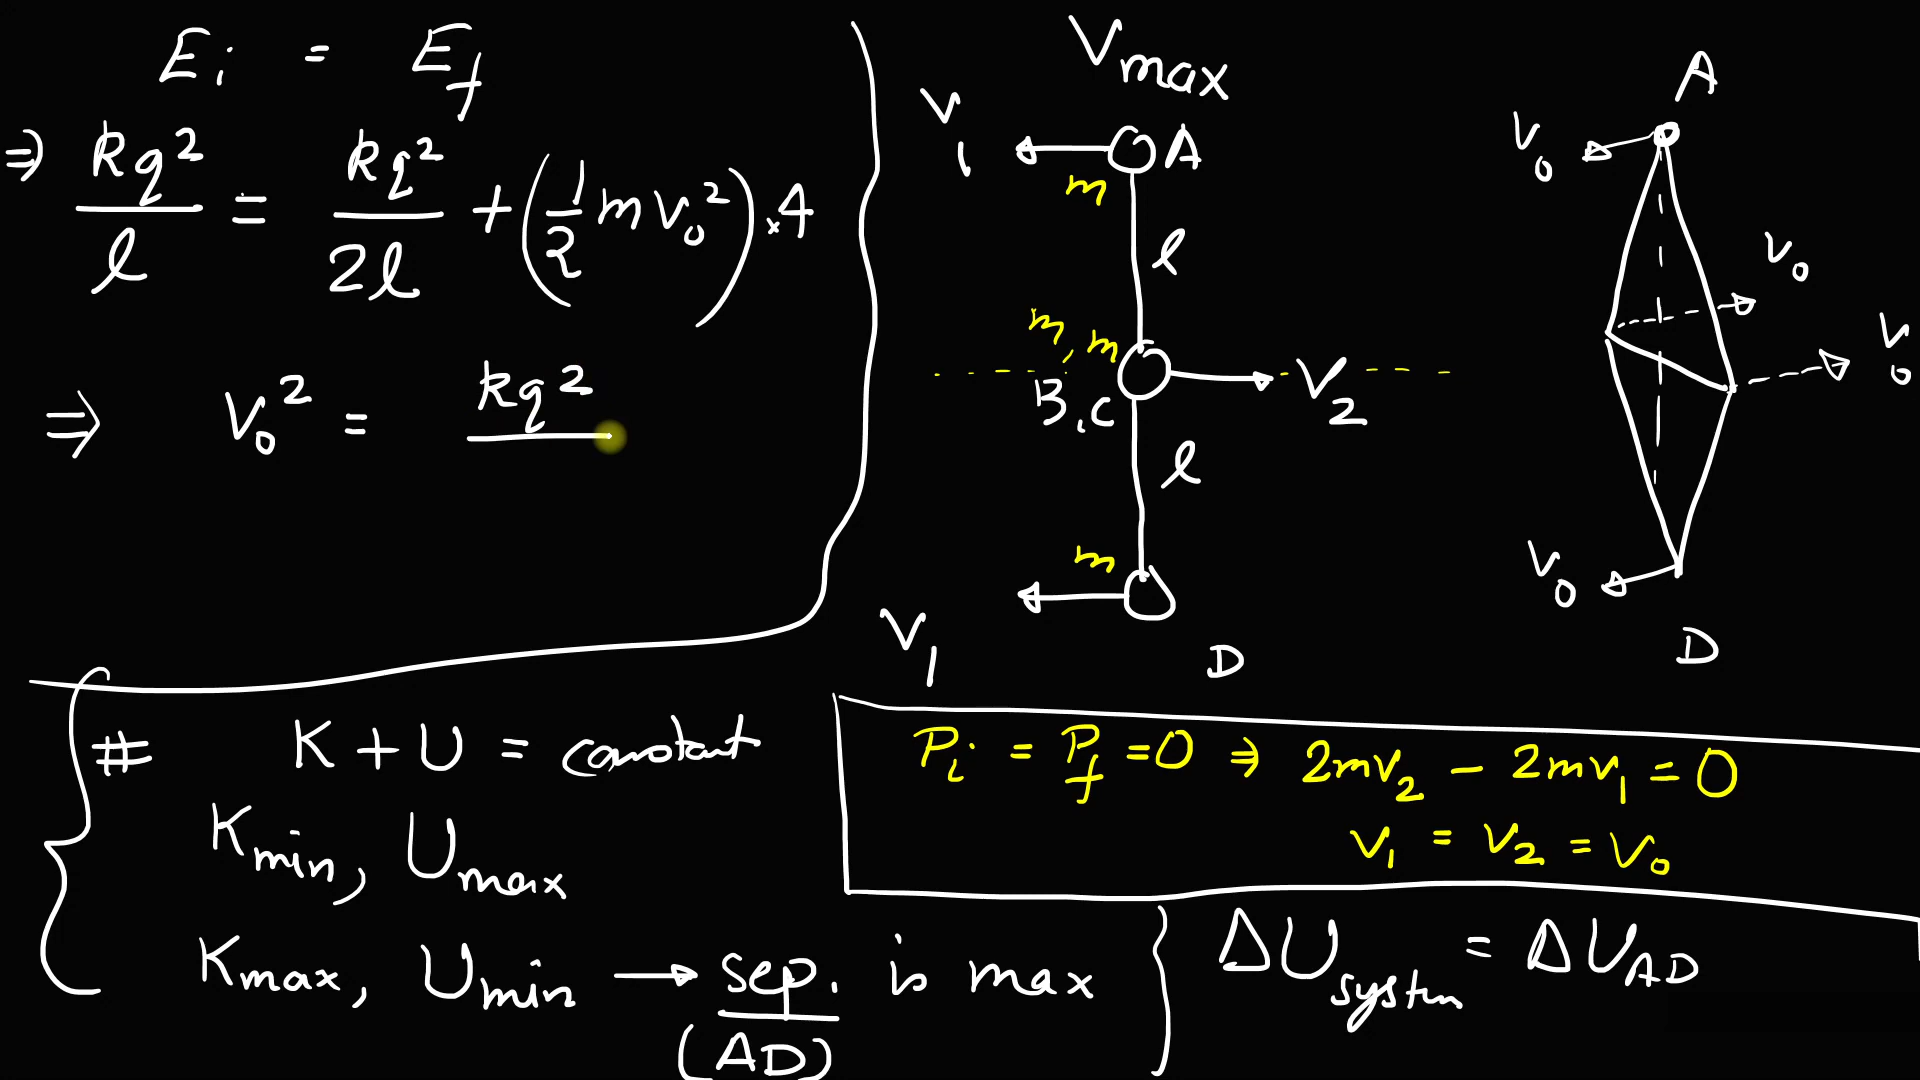 Ei = Ef
⇒ kq²/l = kq²/2l + (1/2 mv₀²)×4
⇒ v₀² = kq²/
Vmax
V₁
A
m
l
m, m
B, C
V₂
l
m
V₁
D
A
V₀
V₀
V₀
V₀
D
# K + U = constant
Kmin, Umax
Kmax, Umin → sep. is max
(AD)
Pi = Pf = 0 ⇒ 2mv₂ − 2mv₁ = 0
v₁ = v₂ = v₀
ΔUsystem = ΔUAD